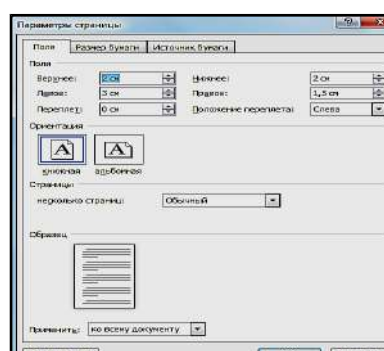 Параметры страницы
Поля Размер бумаги Источник бумаги
Поля
Верхнее: 2 см Нижнее: 2 см
Левое: 3 см Правое: 1,5 см
Переплет: 0 см Положение переплета: Слева
Ориентация
A A
книжная альбомная
Страницы
несколько страниц: Обычный
Образец
Применить: ко всему документу